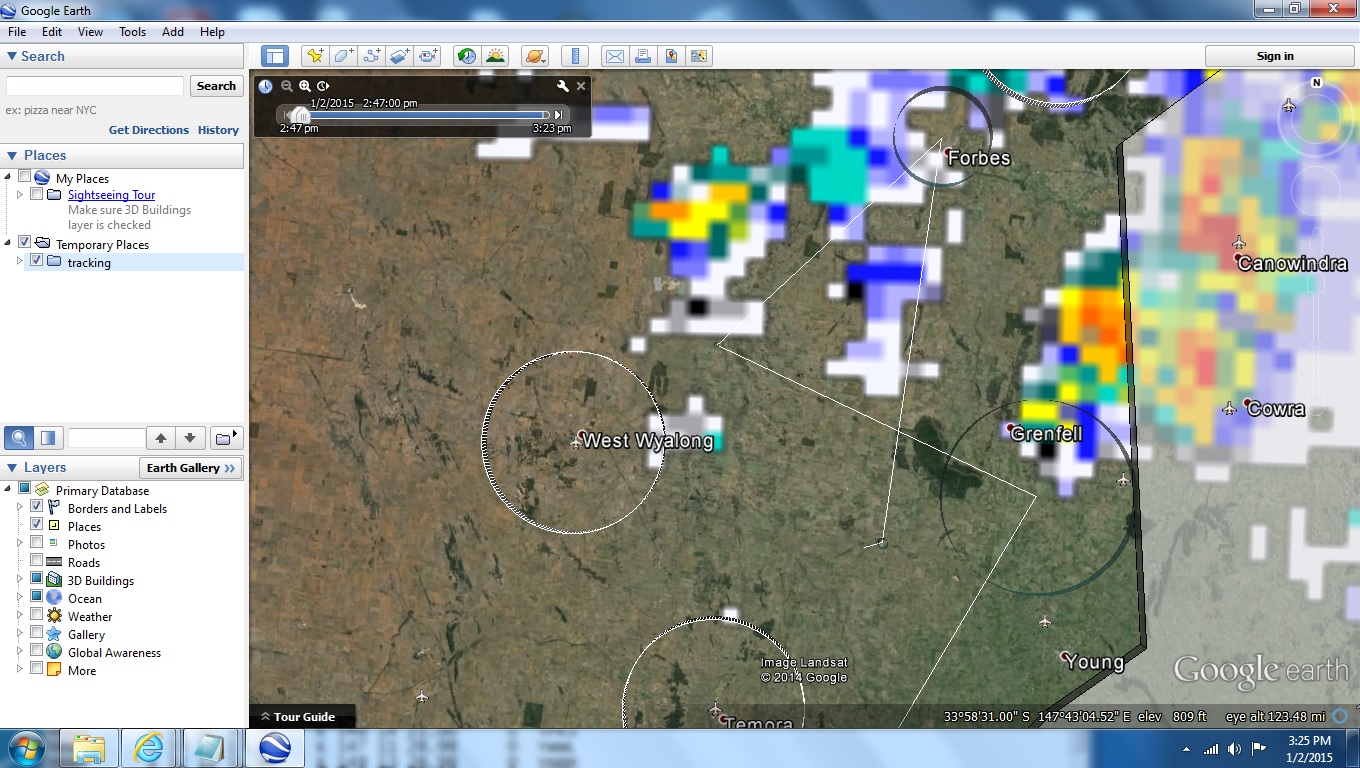 Google Earth
File Edit View Tools Add Help
Search
Search
ex: pizza near NYC
Get Directions History
Places
My Places
Sightseeing Tour
Make sure 3D Buildings
layer is checked
Temporary Places
tracking
Layers
Earth Gallery »
Primary Database
Borders and Labels
Places
Photos
Roads
3D Buildings
Ocean
Weather
Gallery
Global Awareness
More
Sign in
1/2/2015 2:47:00 pm
2:47 pm 3:23 pm
N
Forbes
Canowindra
Cowra
Grenfell
West Wyalong
Young
Temora
Image Landsat
© 2014 Google
Google earth
Tour Guide
33°58'31.00" S 147°43'04.52" E elev 809 ft eye alt 123.48 mi
3:25 PM
1/2/2015